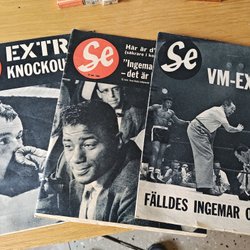 EXTR
KNOCKOU
Se
Här är d
"Ingema
- det är
Se
VM-EX
FÄLLDES INGEMAR